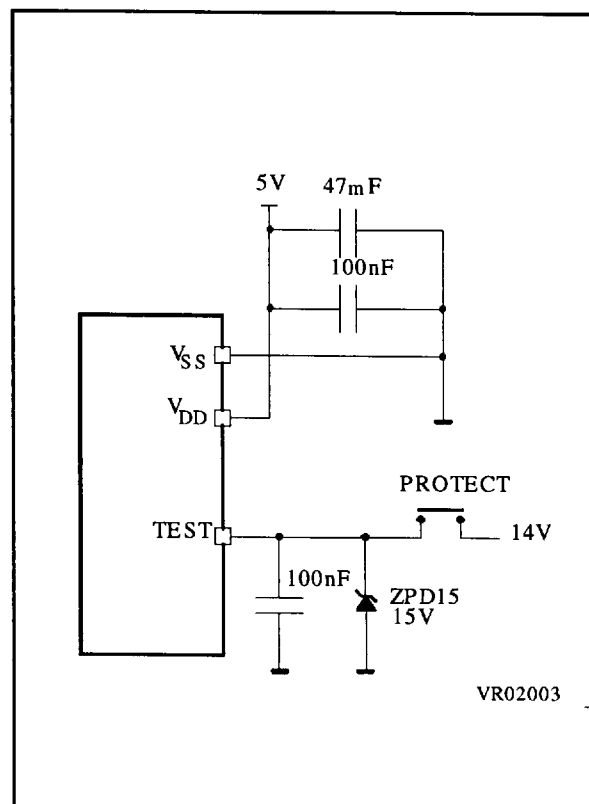 5V 47mF
100nF
VSS
VDD
PROTECT
TEST 14V
100nF ZPD15
15V
VR02003